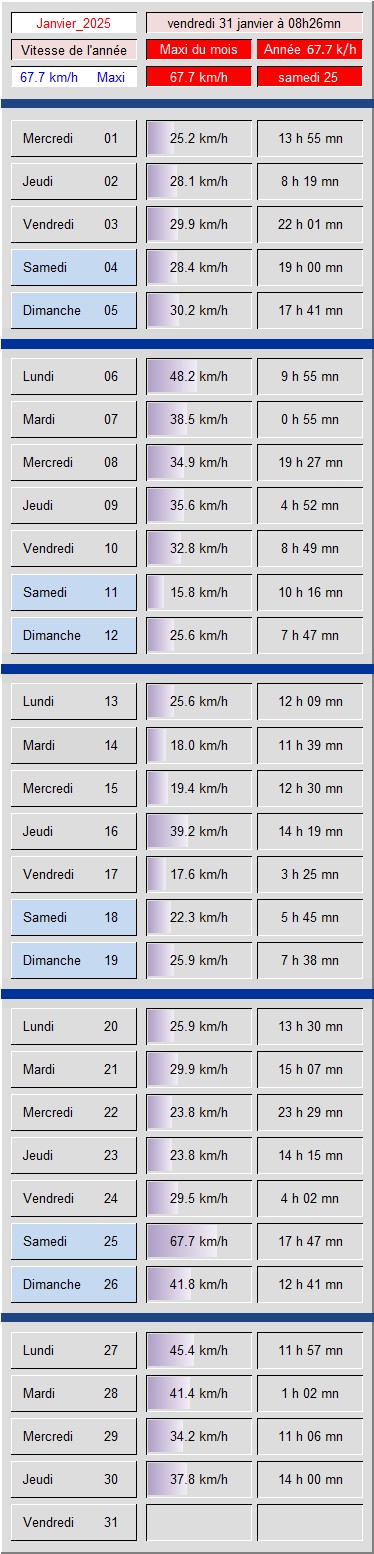 Janvier_2025 vendredi 31 janvier à 08h26mn
Vitesse de l'année Maxi du mois Année 67.7 k/h
67.7 km/h Maxi 67.7 km/h samedi 25
Mercredi 01 25.2 km/h 13 h 55 mn
Jeudi 02 28.1 km/h 8 h 19 mn
Vendredi 03 29.9 km/h 22 h 01 mn
Samedi 04 28.4 km/h 19 h 00 mn
Dimanche 05 30.2 km/h 17 h 41 mn
Lundi 06 48.2 km/h 9 h 55 mn
Mardi 07 38.5 km/h 0 h 55 mn
Mercredi 08 34.9 km/h 19 h 27 mn
Jeudi 09 35.6 km/h 4 h 52 mn
Vendredi 10 32.8 km/h 8 h 49 mn
Samedi 11 15.8 km/h 10 h 16 mn
Dimanche 12 25.6 km/h 7 h 47 mn
Lundi 13 25.6 km/h 12 h 09 mn
Mardi 14 18.0 km/h 11 h 39 mn
Mercredi 15 19.4 km/h 12 h 30 mn
Jeudi 16 39.2 km/h 14 h 19 mn
Vendredi 17 17.6 km/h 3 h 25 mn
Samedi 18 22.3 km/h 5 h 45 mn
Dimanche 19 25.9 km/h 7 h 38 mn
Lundi 20 25.9 km/h 13 h 30 mn
Mardi 21 29.9 km/h 15 h 07 mn
Mercredi 22 23.8 km/h 23 h 29 mn
Jeudi 23 23.8 km/h 14 h 15 mn
Vendredi 24 29.5 km/h 4 h 02 mn
Samedi 25 67.7 km/h 17 h 47 mn
Dimanche 26 41.8 km/h 12 h 41 mn
Lundi 27 45.4 km/h 11 h 57 mn
Mardi 28 41.4 km/h 1 h 02 mn
Mercredi 29 34.2 km/h 11 h 06 mn
Jeudi 30 37.8 km/h 14 h 00 mn
Vendredi 31